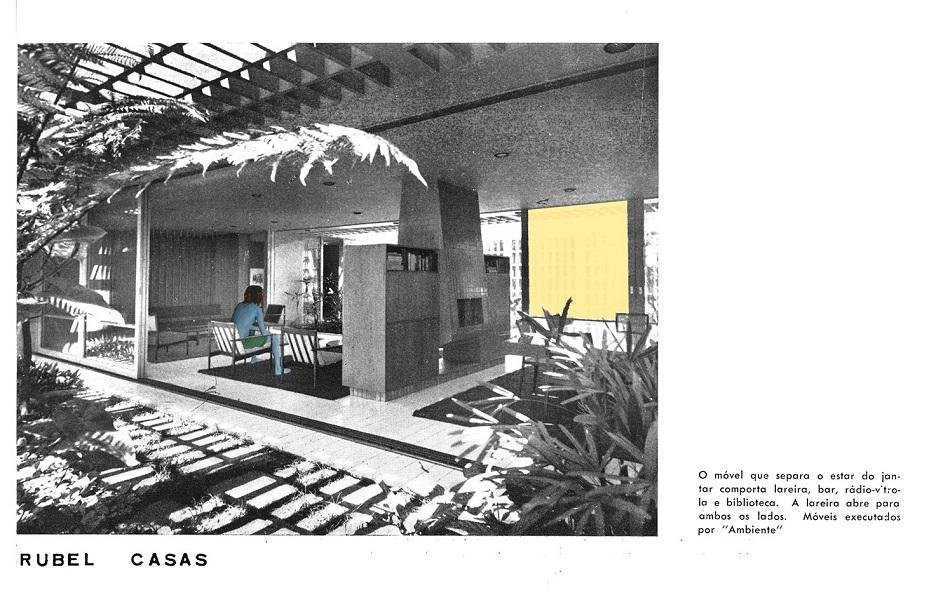 O móvel que separa o estar do jan-
tar comporta lareira, bar, rádio-vitro-
la e biblioteca. A lareira abre para
ambos os lados. Móveis executados
por "Ambiente"
RUBEL CASAS